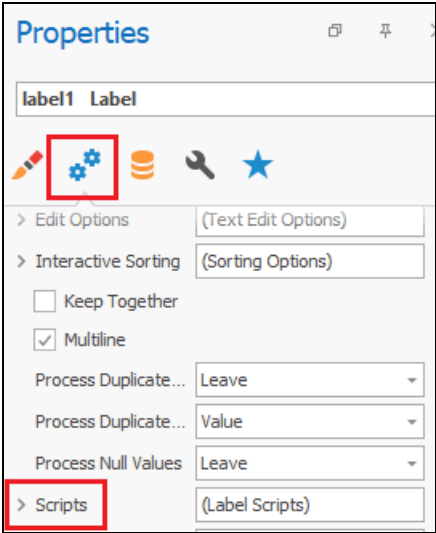 Properties
label1 Label
Edit Options (Text Edit Options)
Interactive Sorting (Sorting Options)
Keep Together
Multiline
Process Duplicate... Leave
Process Duplicate... Value
Process Null Values Leave
Scripts (Label Scripts)